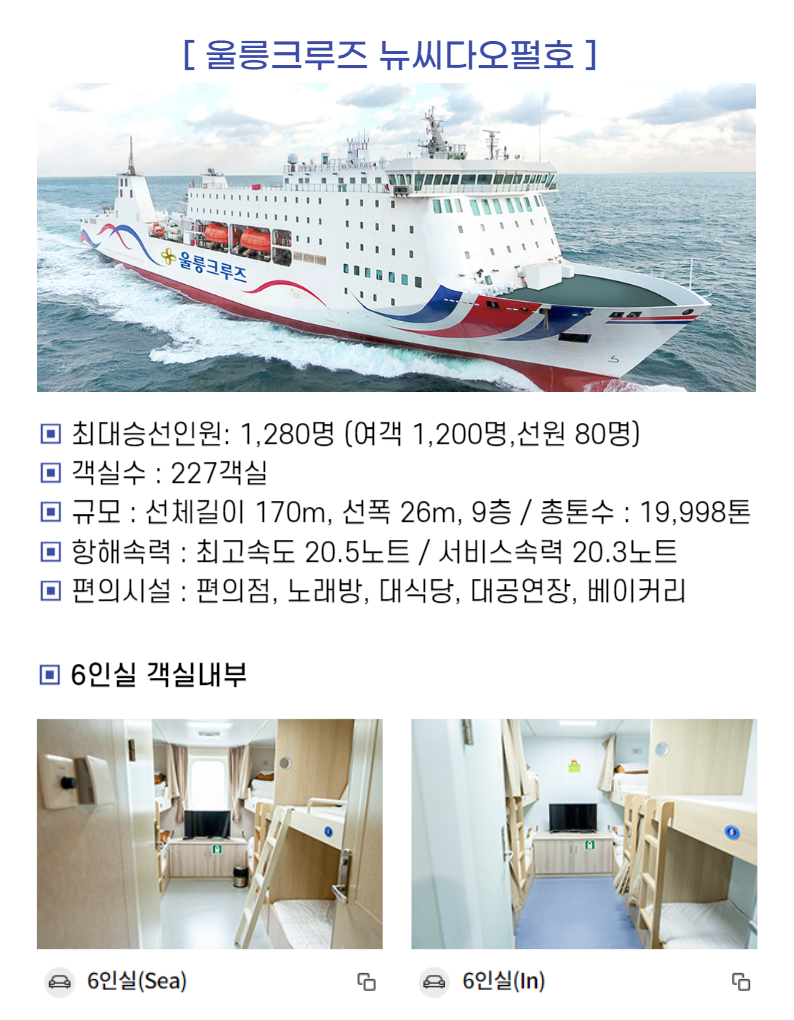 [ 울릉크루즈 뉴씨다오펄호 ]
울릉크루즈
최대승선인원: 1,280명 (여객 1,200명,선원 80명)
객실수 : 227객실
규모 : 선체길이 170m, 선폭 26m, 9층 / 총톤수 : 19,998톤
항해속력 : 최고속도 20.5노트 / 서비스속력 20.3노트
편의시설 : 편의점, 노래방, 대식당, 대공연장, 베이커리
6인실 객실내부
6인실(Sea)
6인실(In)